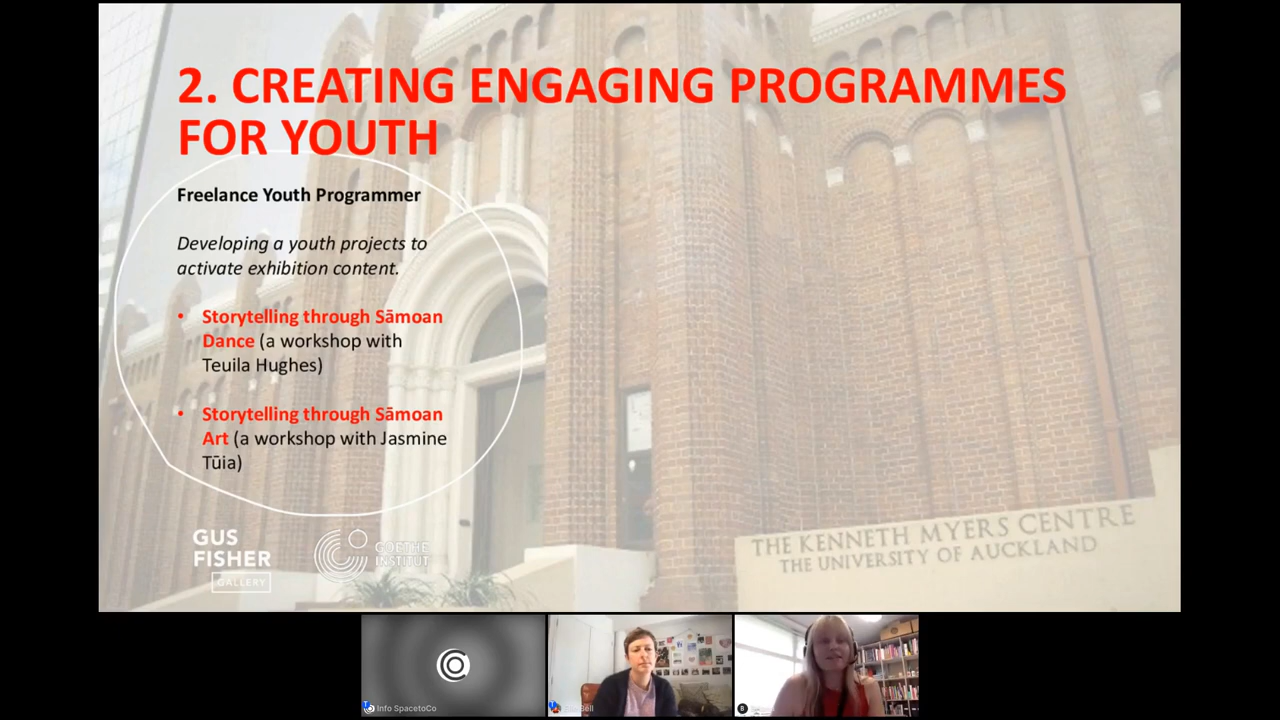 2. CREATING ENGAGING PROGRAMMES
FOR YOUTH
Freelance Youth Programmer
Developing a youth projects to
activate exhibition content.
• Storytelling through Sāmoan
Dance (a workshop with
Teuila Hughes)
• Storytelling through Sāmoan
Art (a workshop with Jasmine
Tūia)
GUS
FISHER
GALLERY
GOETHE
INSTITUT
THE KENNETH MYERS CENTRE
THE UNIVERSITY OF AUCKLAND
Info SpacetoCo
Bell